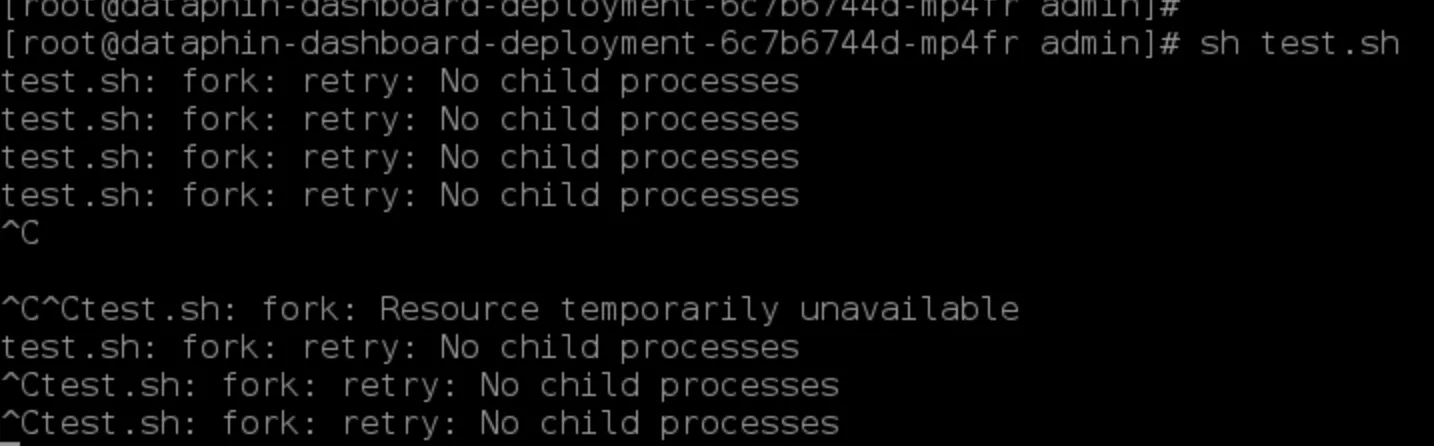 [root@dataphin-dashboard-deployment-6c7b6744d-mp4fr admin]#
[root@dataphin-dashboard-deployment-6c7b6744d-mp4fr admin]# sh test.sh
test.sh: fork: retry: No child processes
test.sh: fork: retry: No child processes
test.sh: fork: retry: No child processes
test.sh: fork: retry: No child processes
^C
^C^Ctest.sh: fork: Resource temporarily unavailable
test.sh: fork: retry: No child processes
^Ctest.sh: fork: retry: No child processes
^Ctest.sh: fork: retry: No child processes